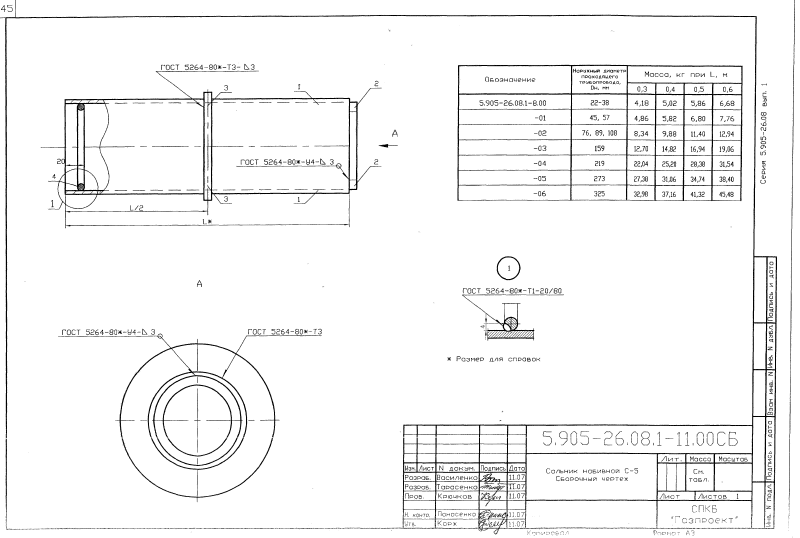 45
ГОСТ 5264-80*-Т3-⊿3
3
1
2
А
20
ГОСТ 5264-80*-У4-⊿ 3
4
1
2
3
1
L/2
L*
Обозначение
Наружный диаметр проходящего трубопровода, Dн, мм
Масса, кг при L, м
0,3 0,4 0,5 0,6
5.905-26.08.1-8.00 22-38 4,18 5,02 5,86 6,68
-01 45, 57 4,86 5,82 6,80 7,76
-02 76, 89, 108 8,34 9,88 11,40 12,94
-03 159 12,70 14,82 16,94 19,06
-04 219 22,04 25,20 28,38 31,54
-05 273 27,38 31,06 34,74 38,40
-06 325 32,98 37,16 41,32 45,48
Серия 5.905-26.08 вып. 1
А
ГОСТ 5264-80*-У4-⊿ 3
ГОСТ 5264-80*-Т3
1
ГОСТ 5264-80*-Т1-20/80
4
* Размер для справок
5.905-26.08.1-11.00СБ
Изм. Лист N докум. Подпись Дата
Разраб. Василенко 11.07
Разраб. Тарасенко 11.07
Пров. Крючков 11.07
Н. контр. Панасенко 11.07
Утв. Корж 11.07
Сальник набивной С-5
Сборочный чертеж
Лит. Масса Масштаб
См. табл.
Лист Листов 1
СПКБ
"Газпроект"
Копировал
Формат А3
Инв. N подл. Подпись и дата Взам инв. N Инв. N дубл. Подпись и дата